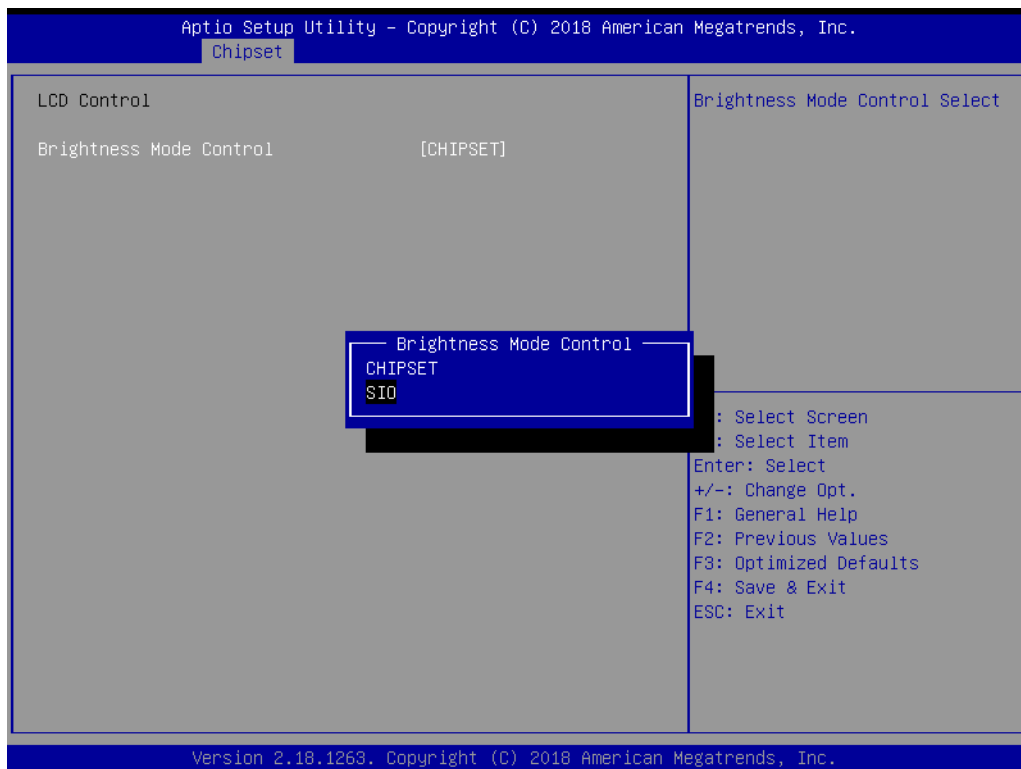 Aptio Setup Utility – Copyright (C) 2018 American Megatrends, Inc.
Chipset
LCD Control
Brightness Mode Control [CHIPSET]
Brightness Mode Control Select
Brightness Mode Control
CHIPSET
SIO
: Select Screen
: Select Item
Enter: Select
+/-: Change Opt.
F1: General Help
F2: Previous Values
F3: Optimized Defaults
F4: Save & Exit
ESC: Exit
Version 2.18.1263. Copyright (C) 2018 American Megatrends, Inc.